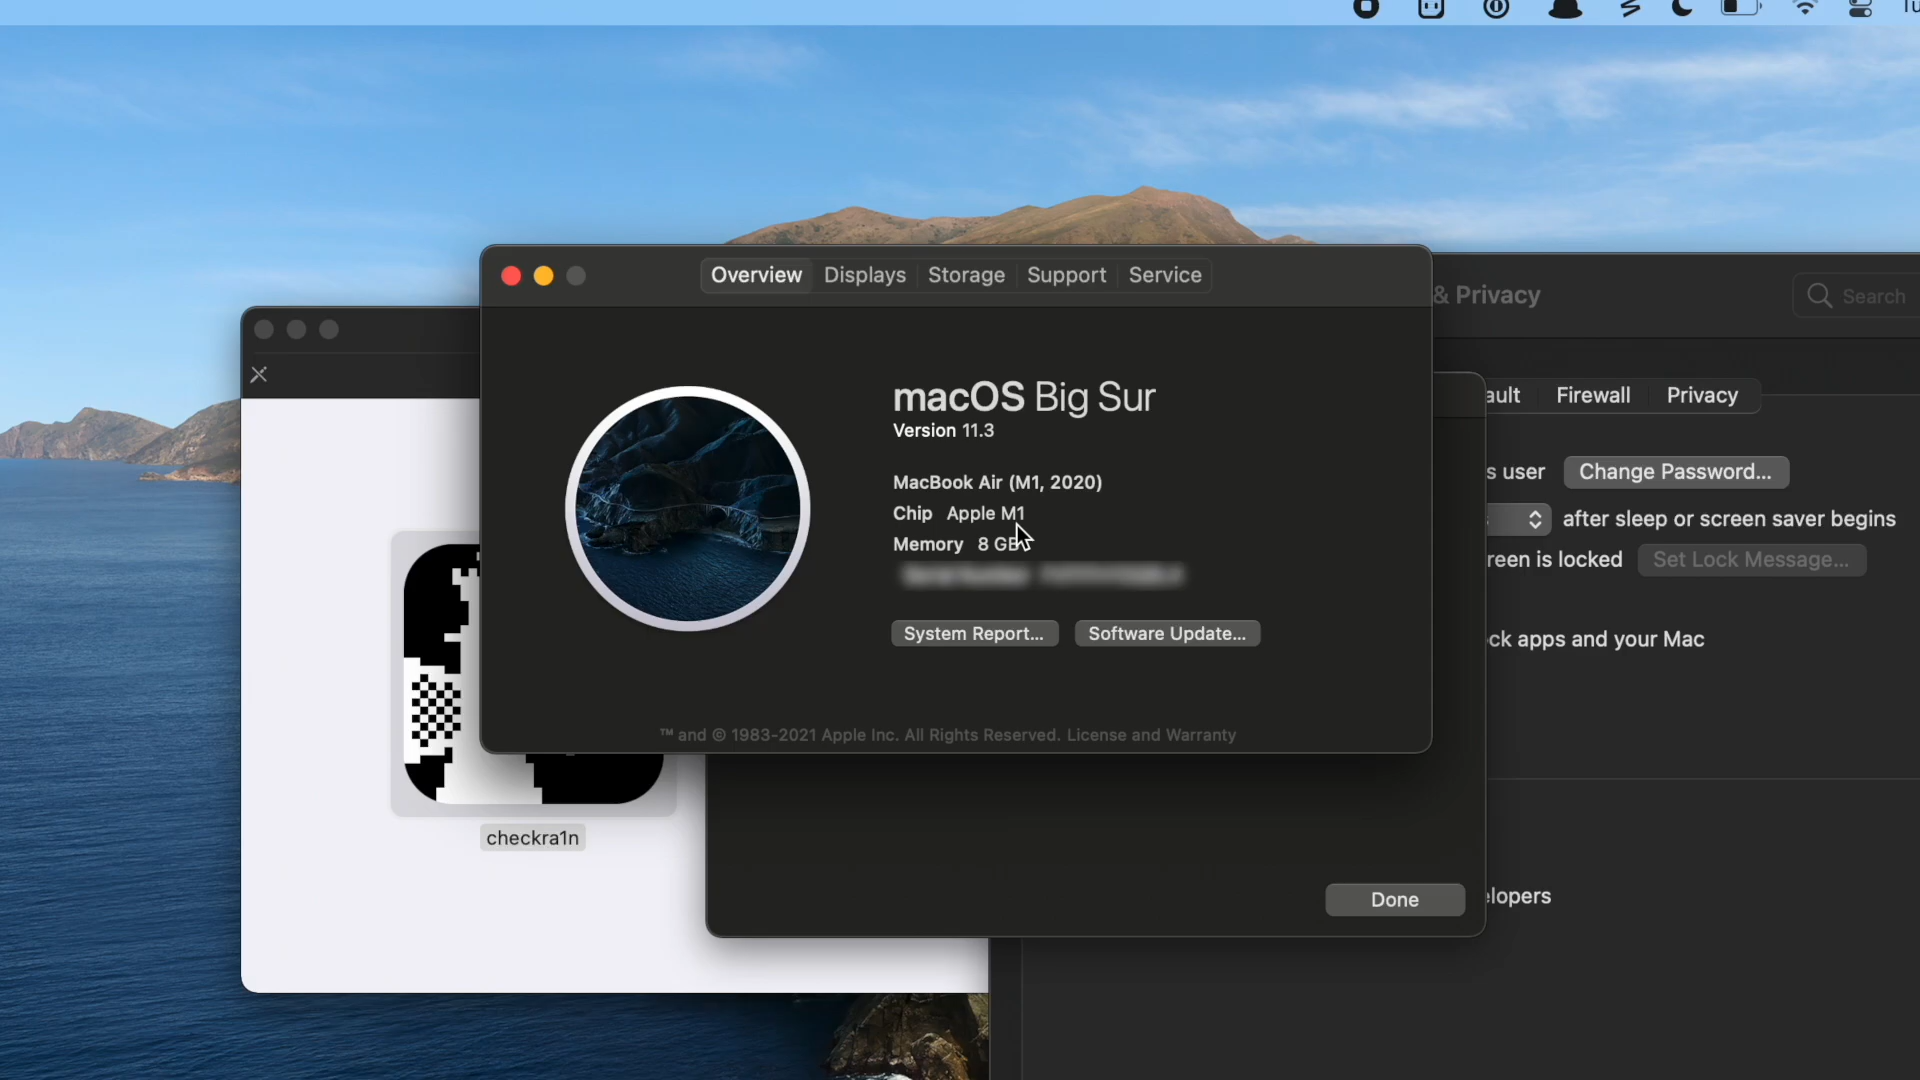 Tu
Overview Displays Storage Support Service
& Privacy
Search
macOS Big Sur
Version 11.3
MacBook Air (M1, 2020)
Chip Apple M1
Memory 8 GB
System Report... Software Update...
™ and © 1983-2021 Apple Inc. All Rights Reserved. License and Warranty
ault Firewall Privacy
s user Change Password...
after sleep or screen saver begins
reen is locked Set Lock Message...
ck apps and your Mac
checkra1n
Done
elopers